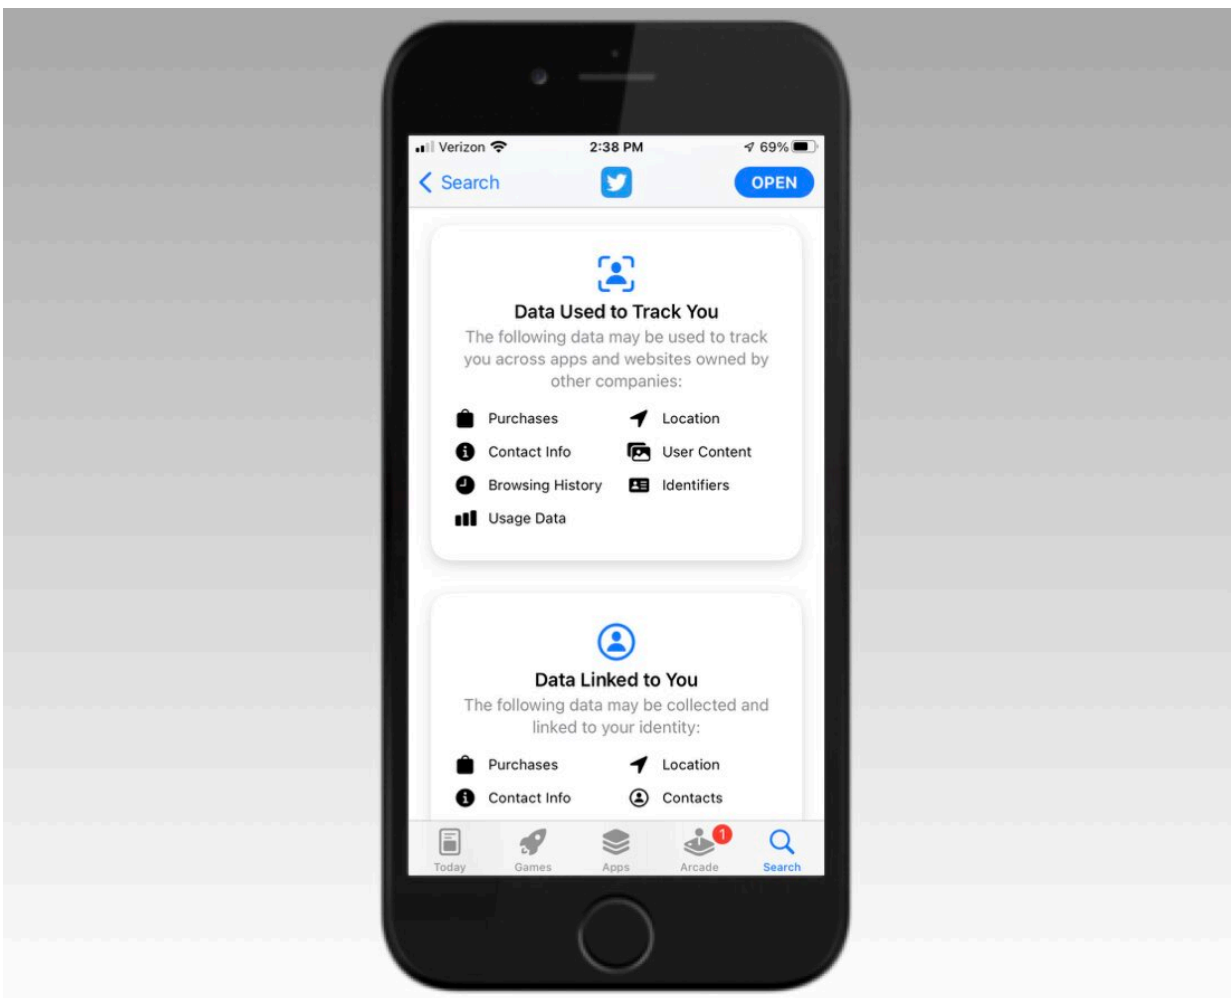 Verizon 2:38 PM 69%
Search OPEN
Data Used to Track You
The following data may be used to track
you across apps and websites owned by
other companies:
Purchases Location
Contact Info User Content
Browsing History Identifiers
Usage Data
Data Linked to You
The following data may be collected and
linked to your identity:
Purchases Location
Contact Info Contacts
1
Today Games Apps Arcade Search